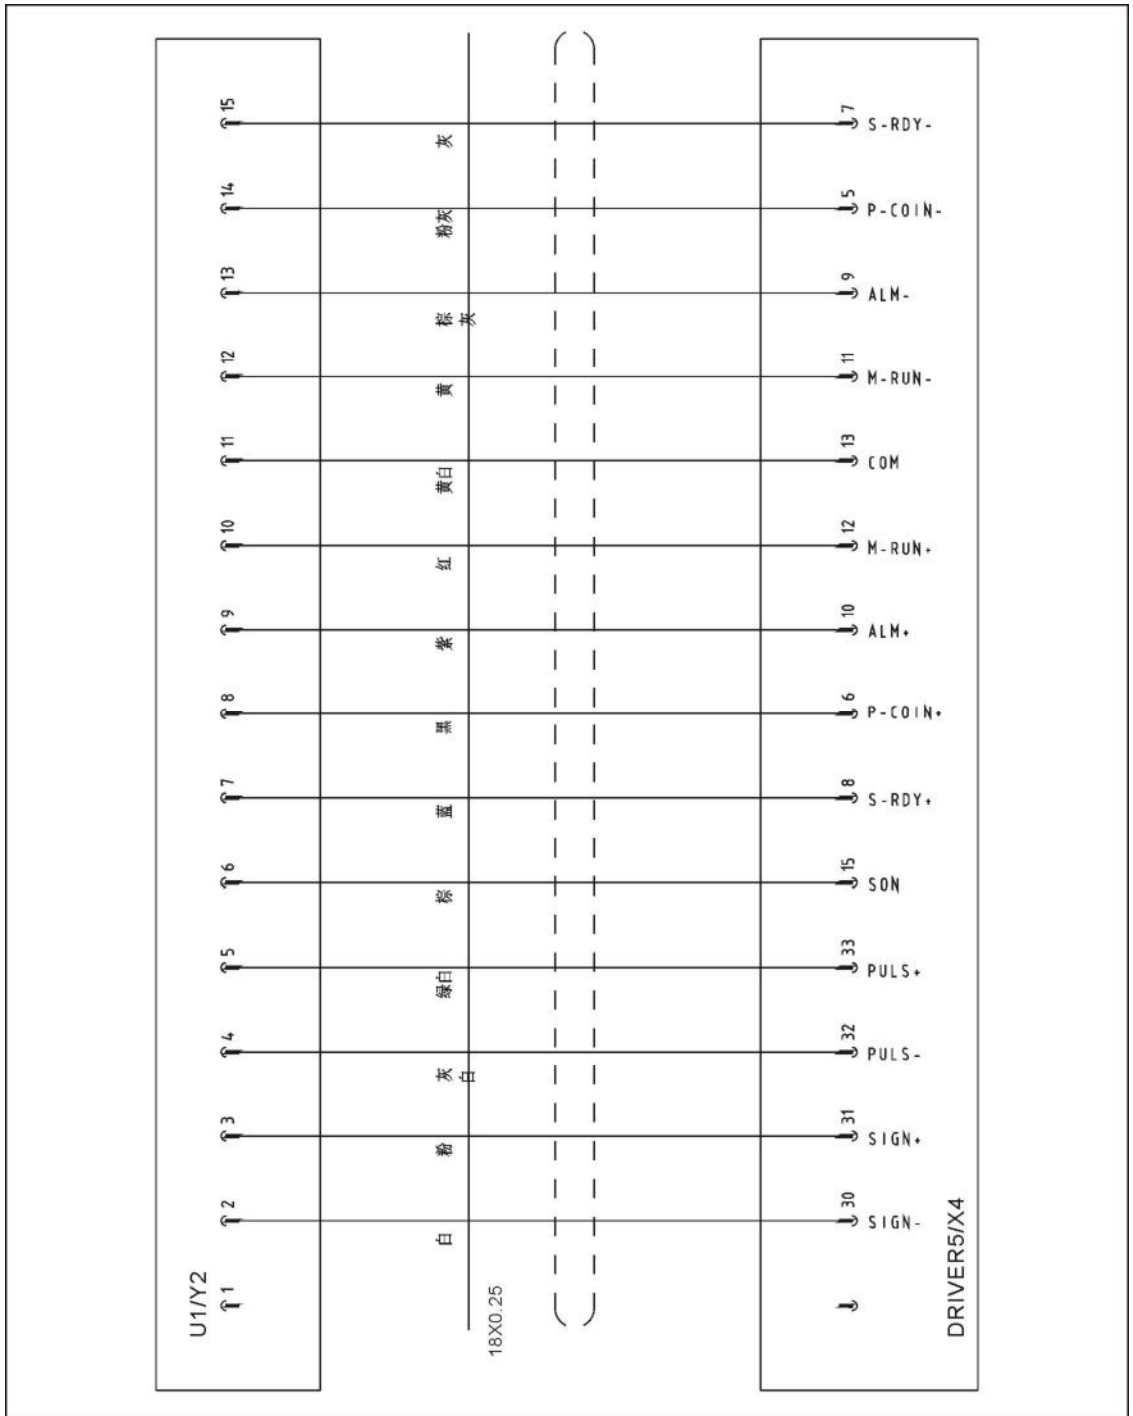 15 灰 7 S-RDY-
14 粉灰 5 P-COIN-
13 棕灰 9 ALM-
12 黄 11 M-RUN-
11 黄白 13 COM
10 红 12 M-RUN+
9 紫 10 ALM+
8 黑 6 P-COIN+
7 蓝 8 S-RDY+
6 棕 15 SON
5 绿白 33 PULS+
4 灰白 32 PULS-
3 粉 31 SIGN+
2 白 30 SIGN-
1
U1/Y2
18X0.25
DRIVER5/X4